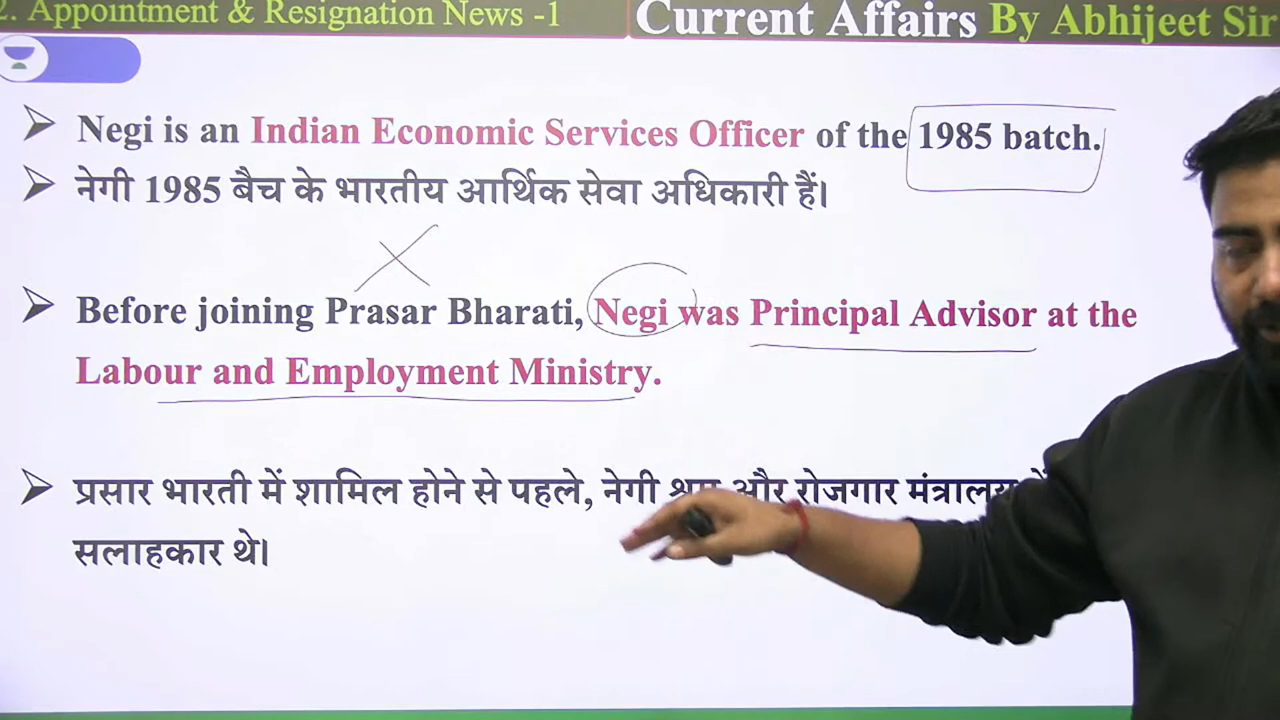 2. Appointment & Resignation News -1
Current Affairs By Abhijeet Sir
Negi is an Indian Economic Services Officer of the 1985 batch.
नेगी 1985 बैच के भारतीय आर्थिक सेवा अधिकारी हैं।
Before joining Prasar Bharati, Negi was Principal Advisor at the
Labour and Employment Ministry.
प्रसार भारती में शामिल होने से पहले, नेगी श्रम और रोजगार मंत्रालय में
सलाहकार थे।